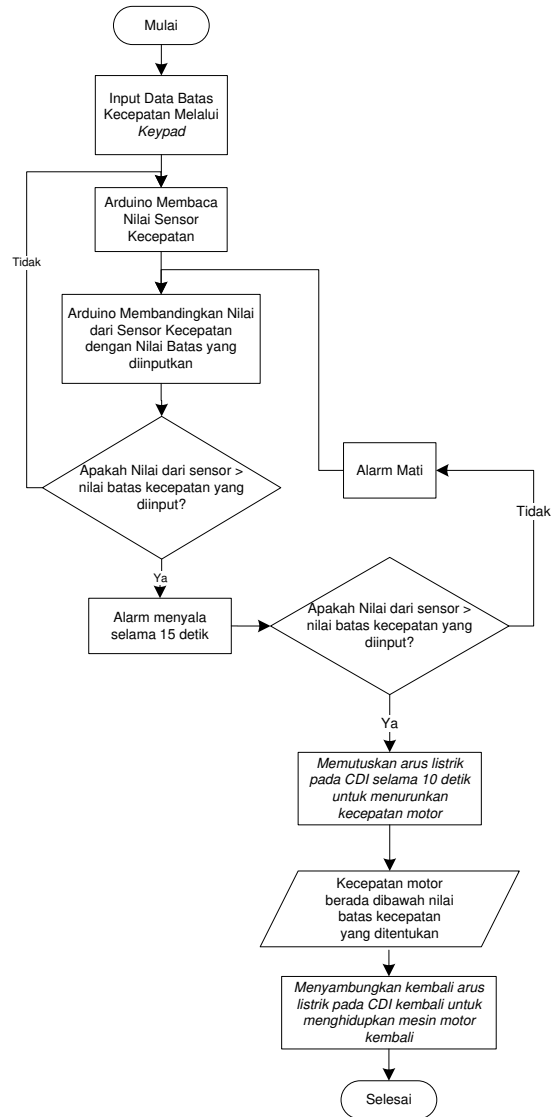 Mulai
Input Data Batas
Kecepatan Melalui
Keypad
Arduino Membaca
Nilai Sensor
Kecepatan
Tidak
Arduino Membandingkan Nilai
dari Sensor Kecepatan
dengan Nilai Batas yang
diinputkan
Apakah Nilai dari sensor >
nilai batas kecepatan yang
diinput?
Alarm Mati
Tidak
Ya
Alarm menyala
selama 15 detik
Apakah Nilai dari sensor >
nilai batas kecepatan yang
diinput?
Ya
Memutuskan arus listrik
pada CDI selama 10 detik
untuk menurunkan
kecepatan motor
Kecepatan motor
berada dibawah nilai
batas kecepatan
yang ditentukan
Menyambungkan kembali arus
listrik pada CDI kembali untuk
menghidupkan mesin motor
kembali
Selesai